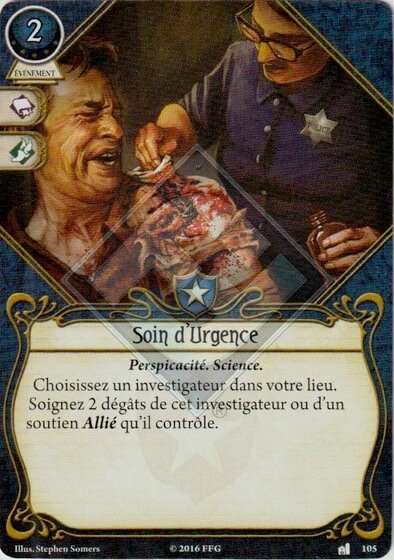 2
ÉVÉNEMENT
POLICE
Soin d'Urgence
Perspicacité. Science.
Choisissez un investigateur dans votre lieu.
Soignez 2 dégâts de cet investigateur ou d'un
soutien Allié qu'il contrôle.
®
Illus. Stephen Somers © 2016 FFG 105